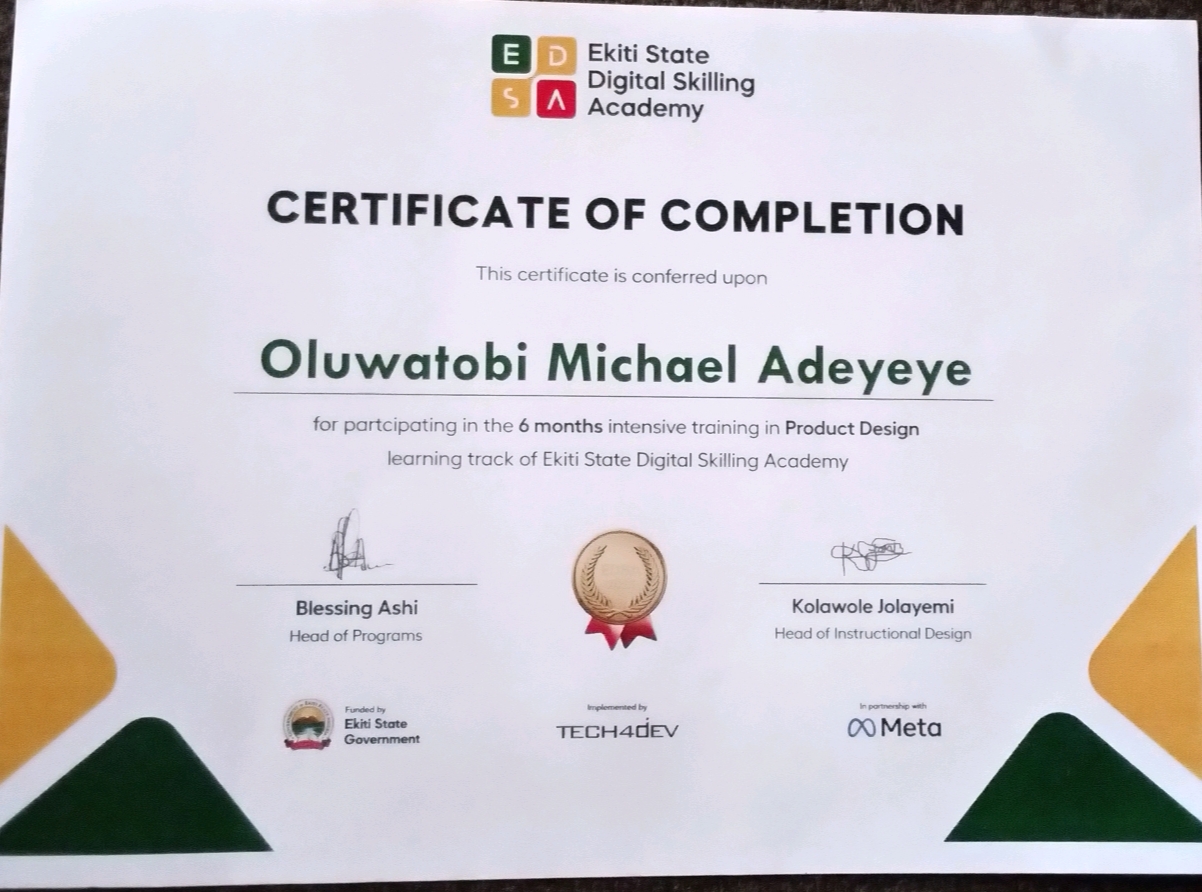 E D S A
Ekiti State
Digital Skilling
Academy
CERTIFICATE OF COMPLETION
This certificate is conferred upon
Oluwatobi Michael Adeyeye
for partcipating in the 6 months intensive training in Product Design
learning track of Ekiti State Digital Skilling Academy
Blessing Ashi
Head of Programs
Kolawole Jolayemi
Head of Instructional Design
Funded by
Ekiti State
Government
Implemented by
TECH4DEV
In partnership with
Meta